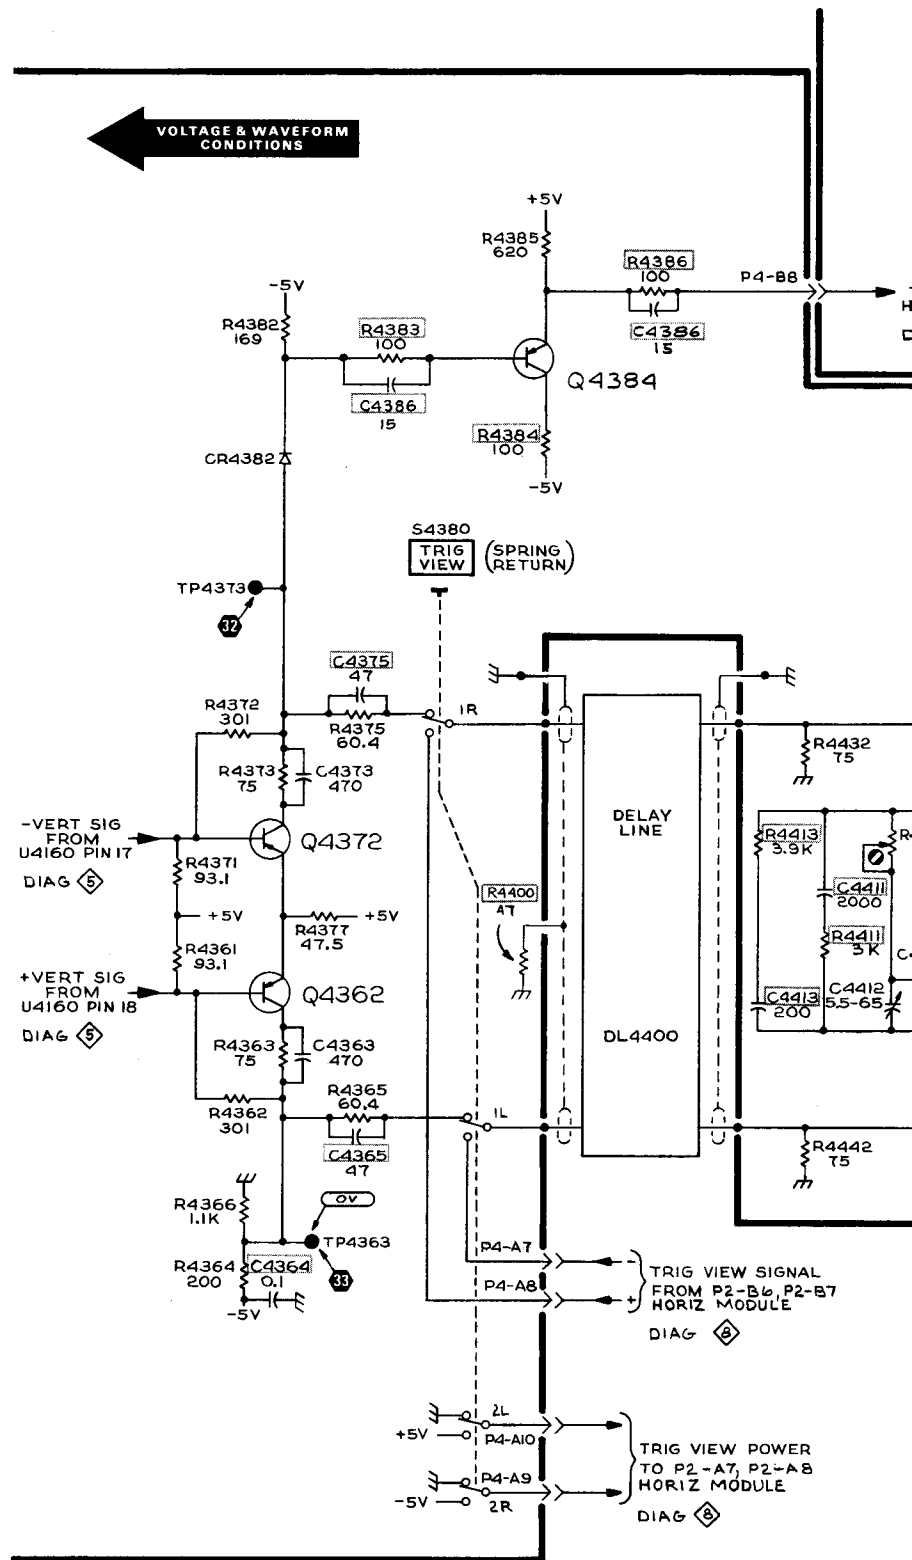 VOLTAGE & WAVEFORM
CONDITIONS
+5V
R4385
620
R4386
100
P4-B8
H
C4386
15
-5V
R4382
169
R4383
100
C4386
15
Q4384
R4384
100
-5V
CR4382
S4380
TRIG
VIEW
(SPRING
RETURN)
TP4373
32
C4375
47
R4375
60.4
1R
R4372
301
R4373
75
C4373
470
R4432
75
-VERT SIG
FROM
U4160 PIN 17
DIAG 5
Q4372
R4371
93.1
+5V
R4377
47.5
+5V
R4361
93.1
DELAY
LINE
DL4400
R4400
47
R4413
3.9K
C4411
2000
R4411
3K
C4412
5.5-65
C4413
200
+VERT SIG
FROM
U4160 PIN 18
DIAG 5
Q4362
R4363
75
C4363
470
R4362
301
R4365
60.4
C4365
47
1L
R4442
75
R4366
1.1K
0V
TP4363
33
R4364
200
C4364
0.1
-5V
P4-A7
-
P4-A8
+
TRIG VIEW SIGNAL
FROM P2-B6, P2-B7
HORIZ MODULE
DIAG 8
2L
+5V
P4-A10
P4-A9
-5V
2R
TRIG VIEW POWER
TO P2-A7, P2-A8
HORIZ MODULE
DIAG 8